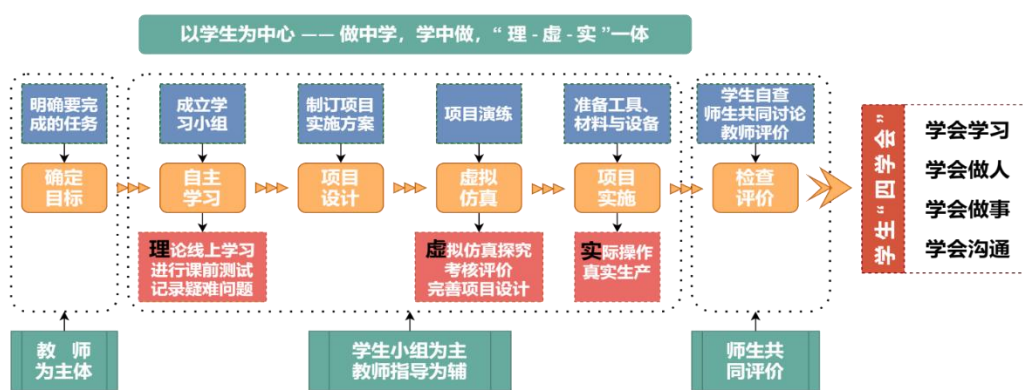 以学生为中心 —— 做中学，学中做，“ 理 - 虚 - 实 ”一体
明确要完
成的任务
成立学
习小组
制订项目
实施方案
项目演练
准备工具、
材料与设备
学生自查
师生共同讨论
教师评价
确定
目标
自主
学习
项目
设计
虚拟
仿真
项目
实施
检查
评价
理论线上学习
进行课前测试
记录疑难问题
虚拟仿真探究
考核评价
完善项目设计
实际操作
真实生产
教 师
为主体
学生小组为主
教师指导为辅
师生共
同评价
学生“四学会”
学会学习
学会做人
学会做事
学会沟通